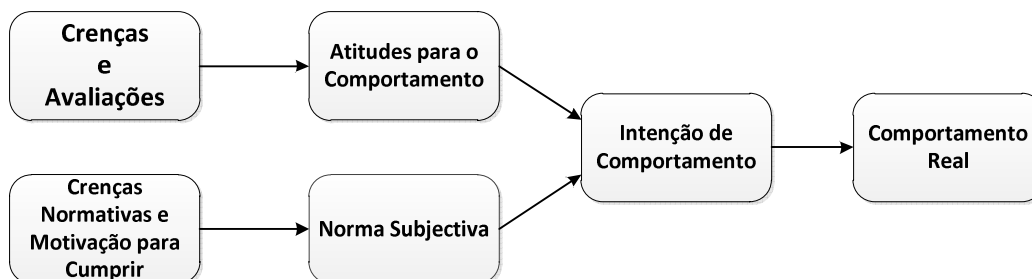 Crenças
e
Avaliações
Atitudes para o
Comportamento
Intenção de
Comportamento
Comportamento
Real
Crenças
Normativas e
Motivação para
Cumprir
Norma Subjectiva